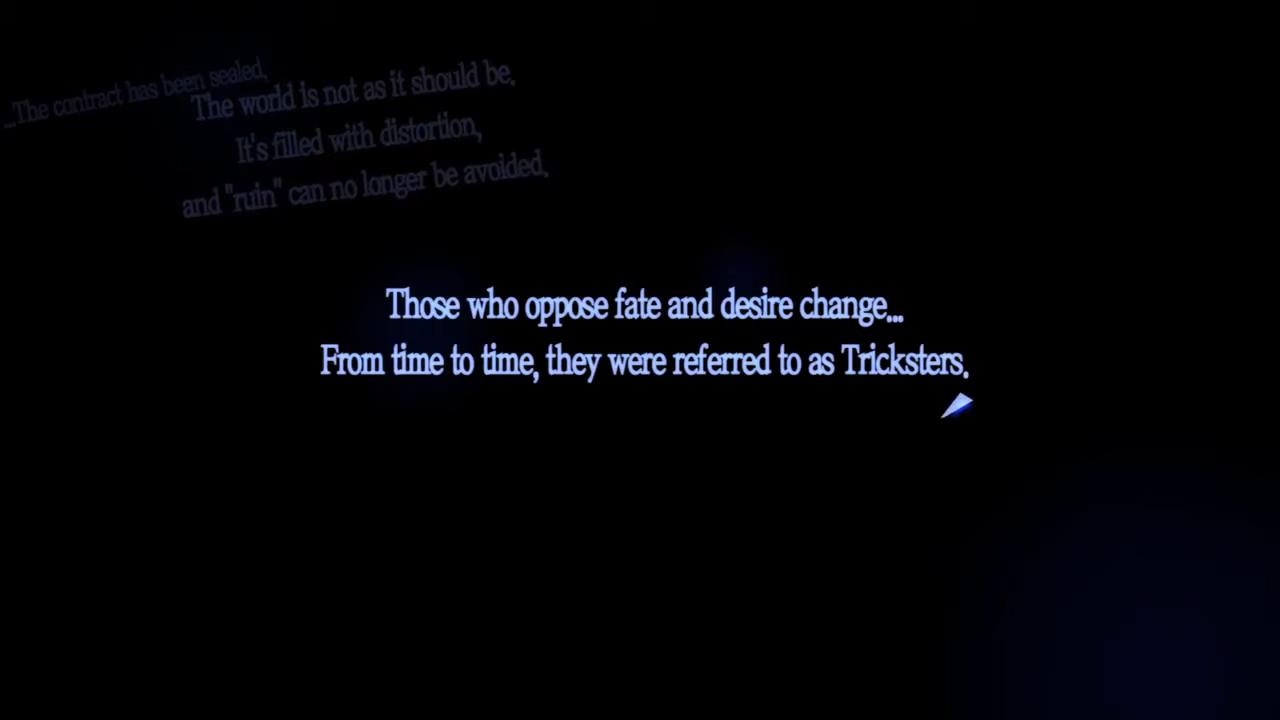 ...The contract has been sealed.
The world is not as it should be.
It's filled with distortion,
and "ruin" can no longer be avoided.
Those who oppose fate and desire change...
From time to time, they were referred to as Tricksters.